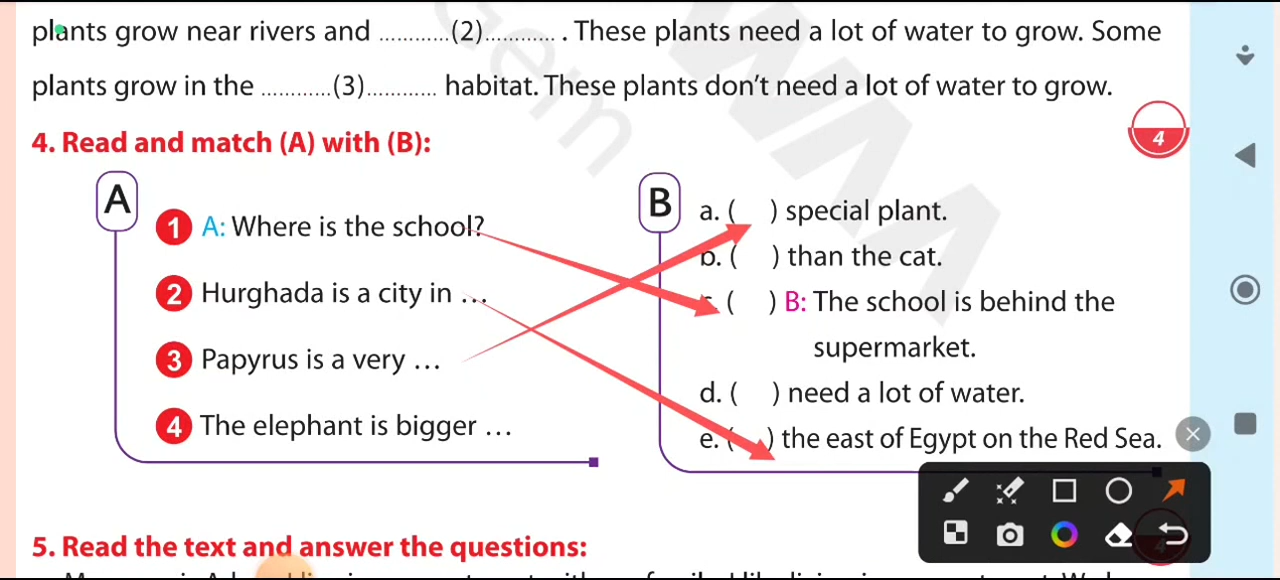 plants grow near rivers and ............(2)............ . These plants need a lot of water to grow. Some
plants grow in the ............(3)............ habitat. These plants don't need a lot of water to grow.
4. Read and match (A) with (B):
4
A
1 A: Where is the school?
2 Hurghada is a city in ...
3 Papyrus is a very ...
4 The elephant is bigger ...
B
a. ( ) special plant.
b. ( ) than the cat.
( ) B: The school is behind the
supermarket.
d. ( ) need a lot of water.
e. ( ) the east of Egypt on the Red Sea.
5. Read the text and answer the questions: